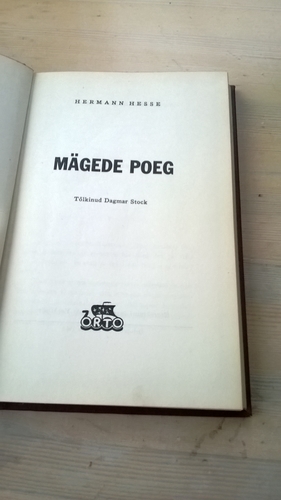 HERMANN HESSE
MÄGEDE POEG
Tõlkinud Dagmar Stock
ORTO